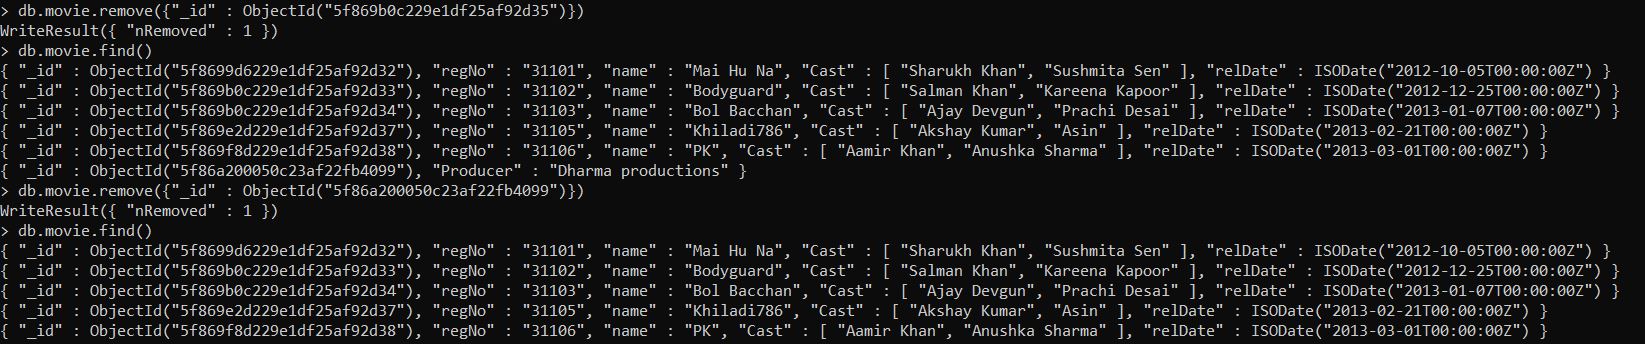 > db.movie.remove({"_id" : ObjectId("5f869b0c229e1df25af92d35")})
WriteResult({ "nRemoved" : 1 })
> db.movie.find()
{ "_id" : ObjectId("5f8699d6229e1df25af92d32"), "regNo" : "31101", "name" : "Mai Hu Na", "Cast" : [ "Sharukh Khan", "Sushmita Sen" ], "relDate" : ISODate("2012-10-05T00:00:00Z") }
{ "_id" : ObjectId("5f869b0c229e1df25af92d33"), "regNo" : "31102", "name" : "Bodyguard", "Cast" : [ "Salman Khan", "Kareena Kapoor" ], "relDate" : ISODate("2012-12-25T00:00:00Z") }
{ "_id" : ObjectId("5f869b0c229e1df25af92d34"), "regNo" : "31103", "name" : "Bol Bacchan", "Cast" : [ "Ajay Devgun", "Prachi Desai" ], "relDate" : ISODate("2013-01-07T00:00:00Z") }
{ "_id" : ObjectId("5f869e2d229e1df25af92d37"), "regNo" : "31105", "name" : "Khiladi786", "Cast" : [ "Akshay Kumar", "Asin" ], "relDate" : ISODate("2013-02-21T00:00:00Z") }
{ "_id" : ObjectId("5f869f8d229e1df25af92d38"), "regNo" : "31106", "name" : "PK", "Cast" : [ "Aamir Khan", "Anushka Sharma" ], "relDate" : ISODate("2013-03-01T00:00:00Z") }
{ "_id" : ObjectId("5f86a200050c23af22fb4099"), "Producer" : "Dharma productions" }
> db.movie.remove({"_id" : ObjectId("5f86a200050c23af22fb4099")})
WriteResult({ "nRemoved" : 1 })
> db.movie.find()
{ "_id" : ObjectId("5f8699d6229e1df25af92d32"), "regNo" : "31101", "name" : "Mai Hu Na", "Cast" : [ "Sharukh Khan", "Sushmita Sen" ], "relDate" : ISODate("2012-10-05T00:00:00Z") }
{ "_id" : ObjectId("5f869b0c229e1df25af92d33"), "regNo" : "31102", "name" : "Bodyguard", "Cast" : [ "Salman Khan", "Kareena Kapoor" ], "relDate" : ISODate("2012-12-25T00:00:00Z") }
{ "_id" : ObjectId("5f869b0c229e1df25af92d34"), "regNo" : "31103", "name" : "Bol Bacchan", "Cast" : [ "Ajay Devgun", "Prachi Desai" ], "relDate" : ISODate("2013-01-07T00:00:00Z") }
{ "_id" : ObjectId("5f869e2d229e1df25af92d37"), "regNo" : "31105", "name" : "Khiladi786", "Cast" : [ "Akshay Kumar", "Asin" ], "relDate" : ISODate("2013-02-21T00:00:00Z") }
{ "_id" : ObjectId("5f869f8d229e1df25af92d38"), "regNo" : "31106", "name" : "PK", "Cast" : [ "Aamir Khan", "Anushka Sharma" ], "relDate" : ISODate("2013-03-01T00:00:00Z") }